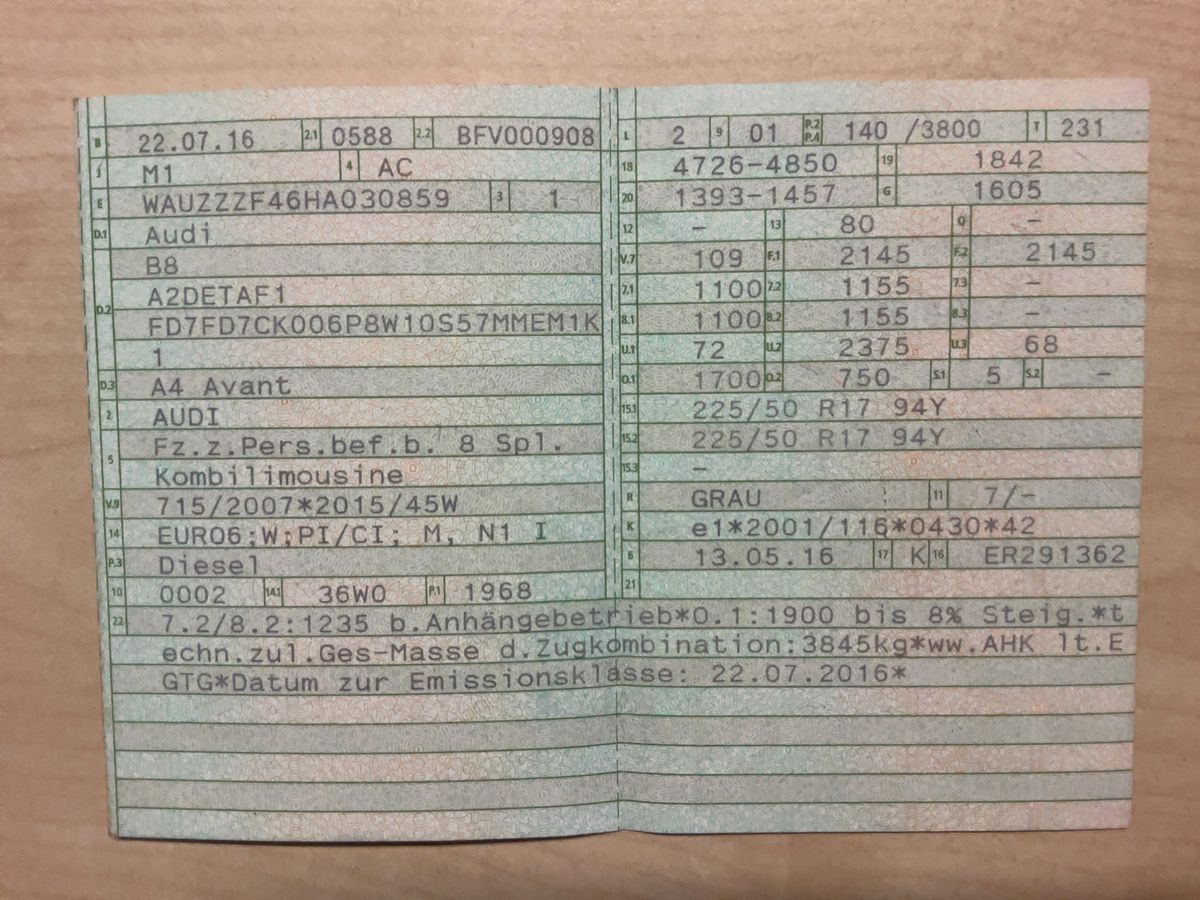 B 22.07.16 2.1 0588 2.2 BFV000908
J M1 4 AC
E WAUZZZF46HA030859 3 1
D.1 Audi
B8
D.2 A2DETAF1
FD7FD7CK006P8W10S57MMEM1K
1
D.3 A4 Avant
2 AUDI
5 Fz.z.Pers.bef.b. 8 Spl.
Kombilimousine
V.9 715/2007*2015/45W
14 EURO6;W;PI/CI; M, N1 I
P.3 Diesel
10 0002 14.1 36W0 P.1 1968
L 2 9 01 P.2 P.4 140 /3800 T 231
18 4726-4850 19 1842
20 1393-1457 G 1605
12 – 13 80 Q –
V.7 109 F.1 2145 F.2 2145
7.1 1100 7.2 1155 7.3 –
8.1 1100 8.2 1155 8.3 –
U.1 72 U.2 2375 U.3 68
O.1 1700 O.2 750 S.1 5 S.2 –
15.1 225/50 R17 94Y
15.2 225/50 R17 94Y
15.3 –
R GRAU 11 7/-
K e1*2001/116*0430*42
6 13.05.16 17 K 16 ER291362
21
22 7.2/8.2:1235 b.Anhängebetrieb*O.1:1900 bis 8% Steig.*t
echn.zul.Ges-Masse d.Zugkombination:3845kg*ww.AHK lt.E
GTG*Datum zur Emissionsklasse: 22.07.2016*